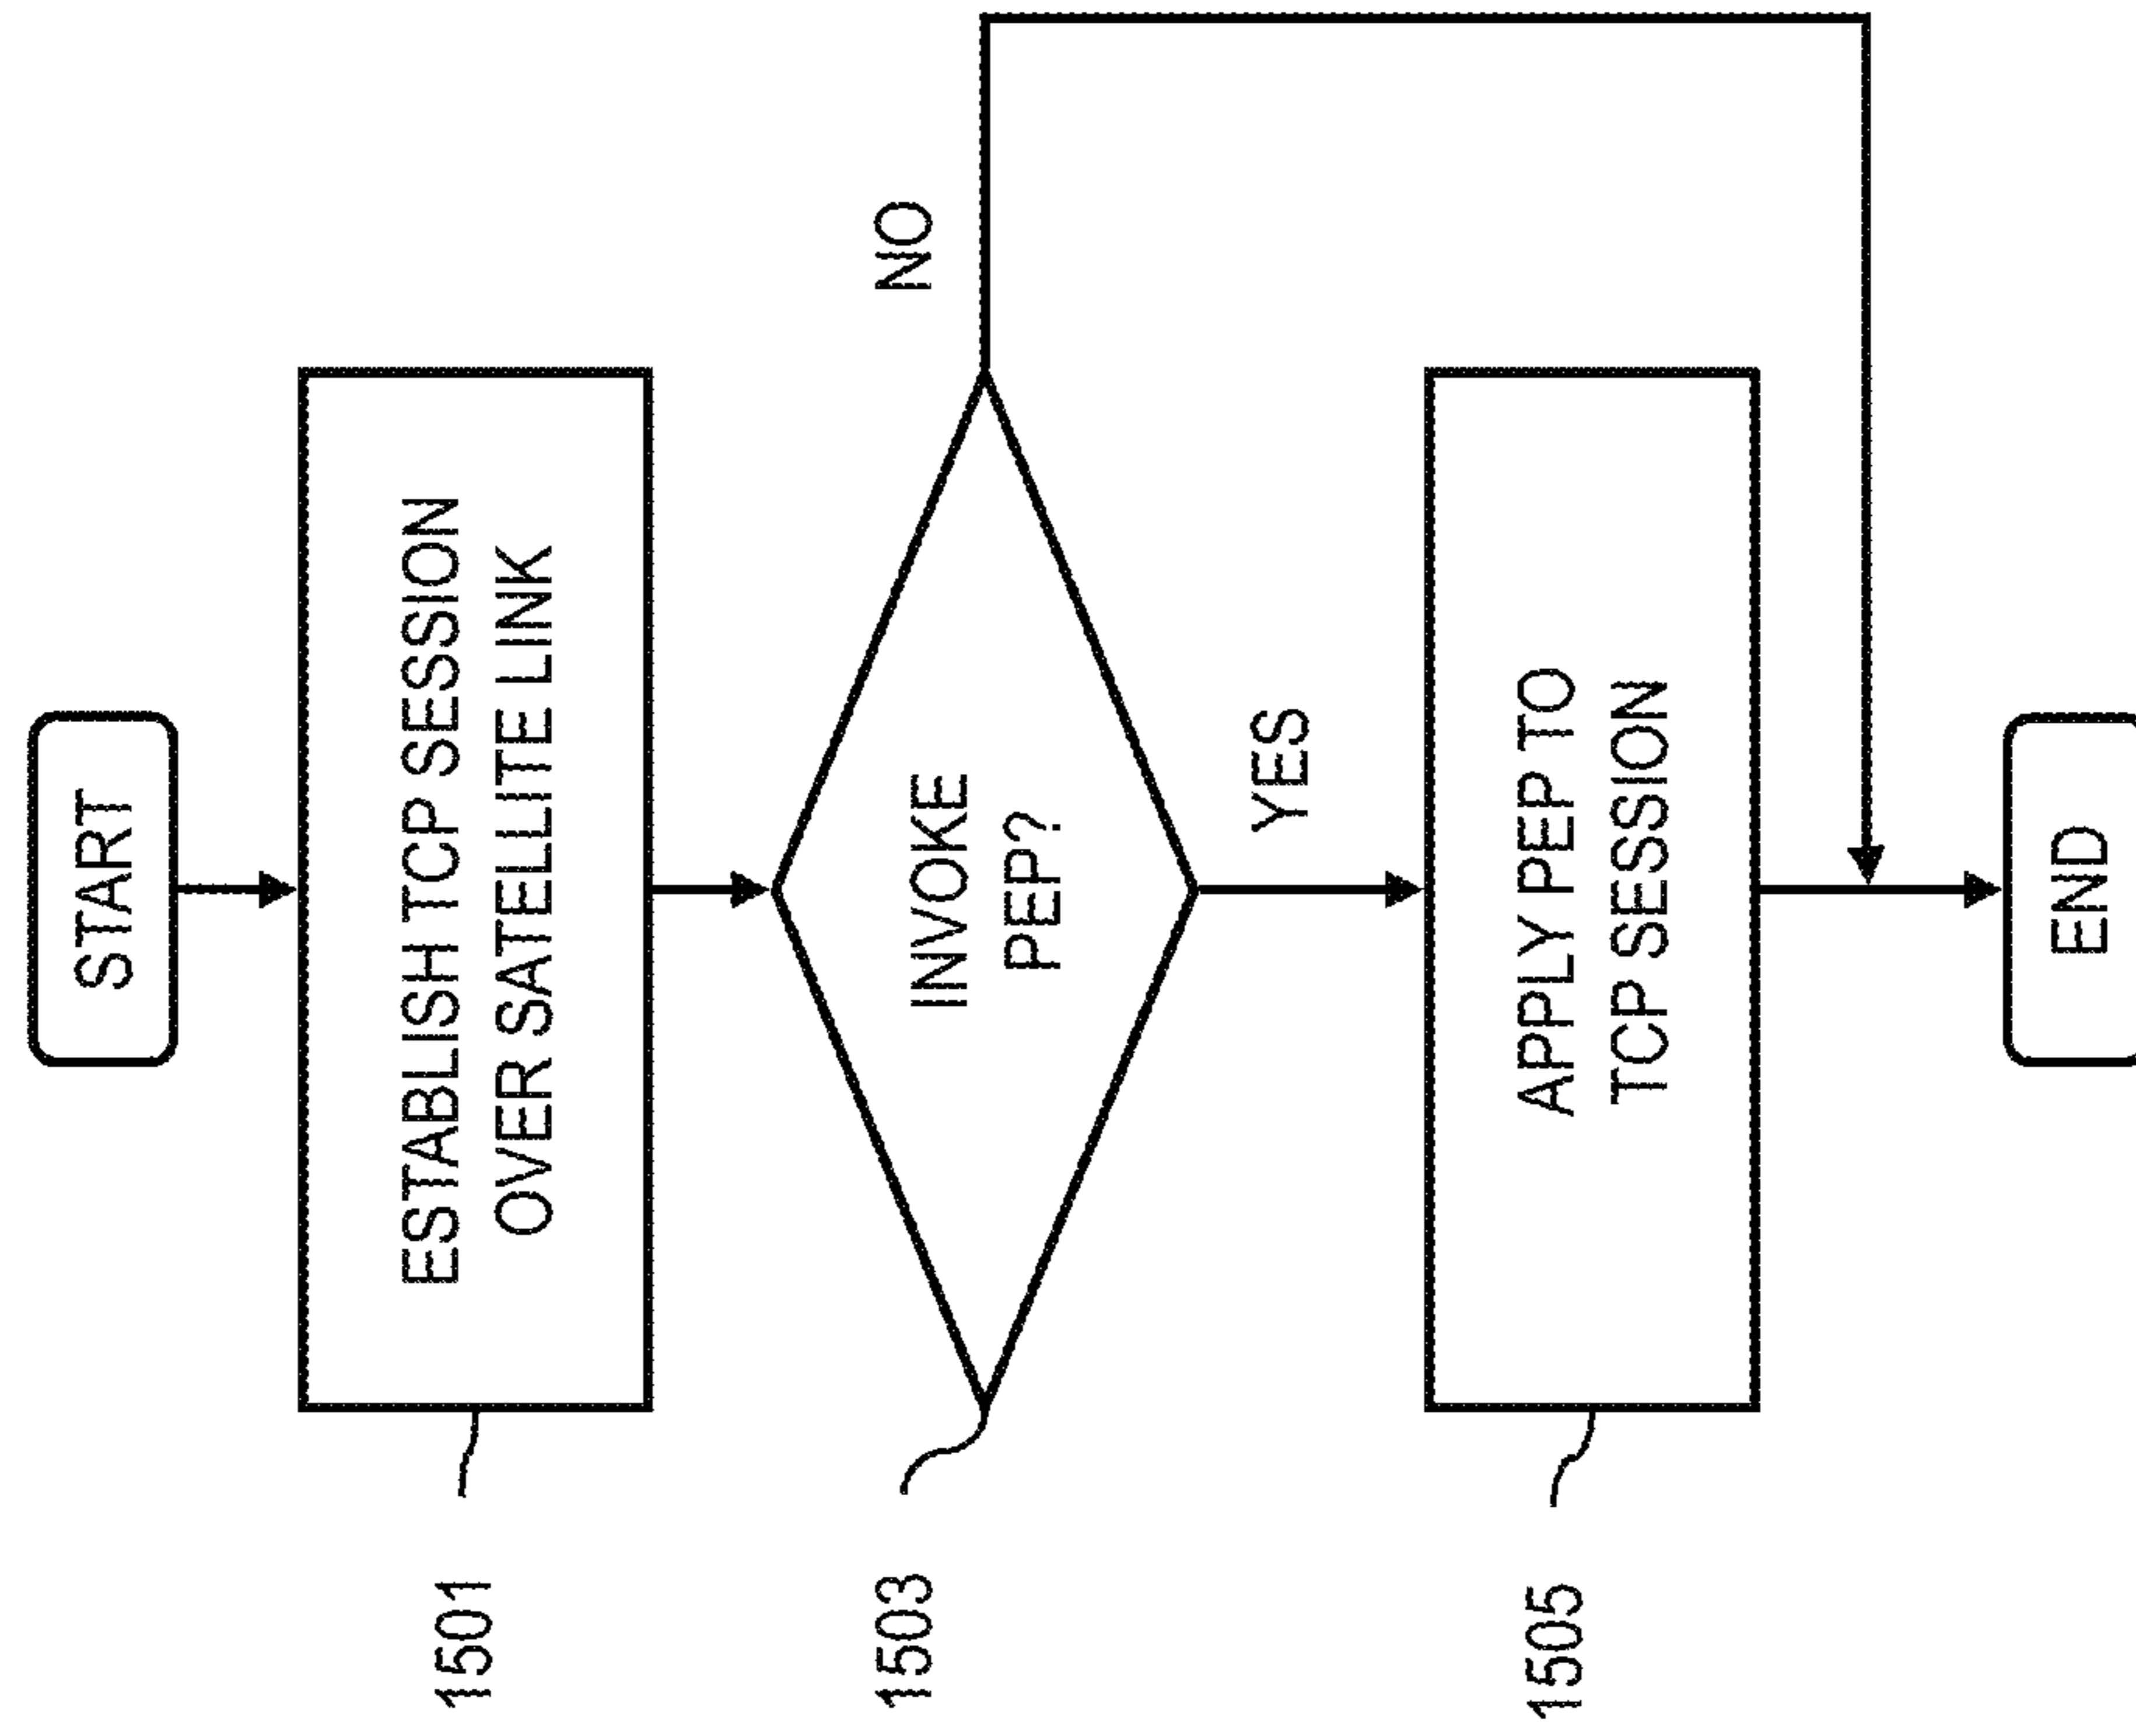 START
1501
ESTABLISH TCP SESSION
OVER SATELLITE LINK
1503
INVOKE
PEP?
NO
YES
1505
APPLY PEP TO
TCP SESSION
END